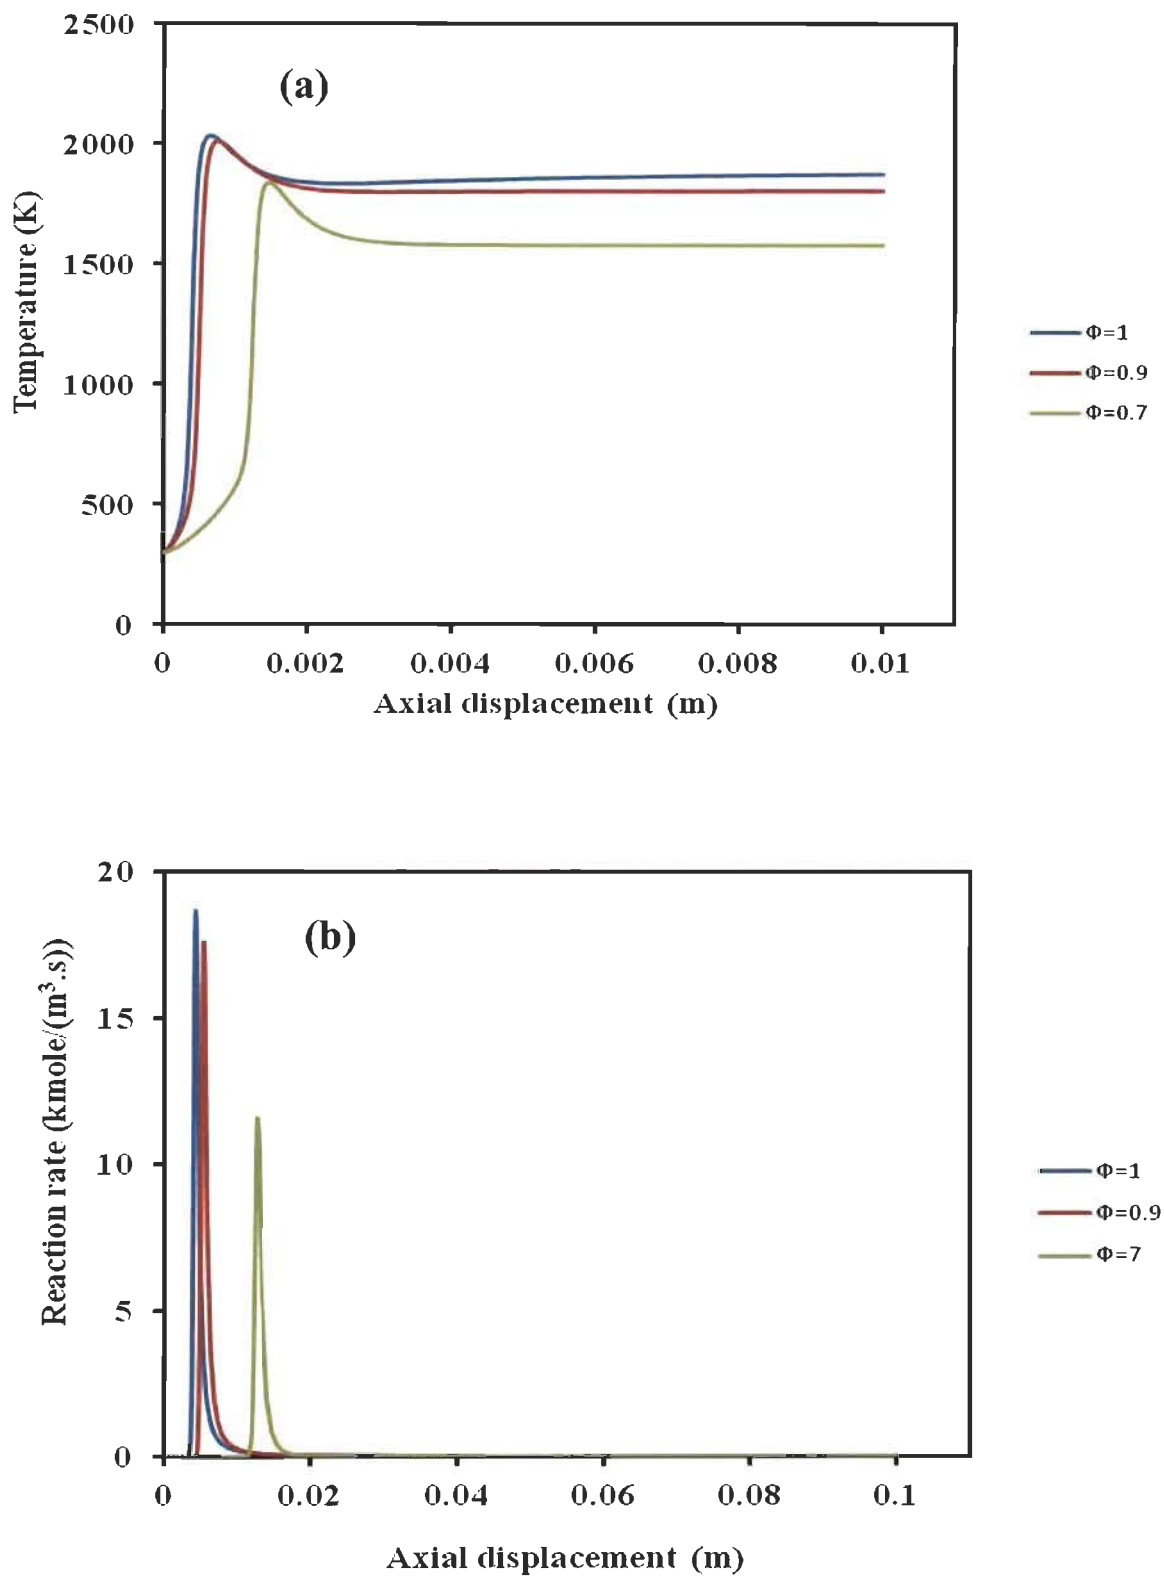 2500
(a)
2000
1500
1000
500
0
Temperature (K)
0 0.002 0.004 0.006 0.008 0.01
Axial displacement (m)
Φ=1
Φ=0.9
Φ=0.7
20
(b)
15
10
5
0
Reaction rate (kmole/(m³.s))
0 0.02 0.04 0.06 0.08 0.1
Axial displacement (m)
Φ=1
Φ=0.9
Φ=7